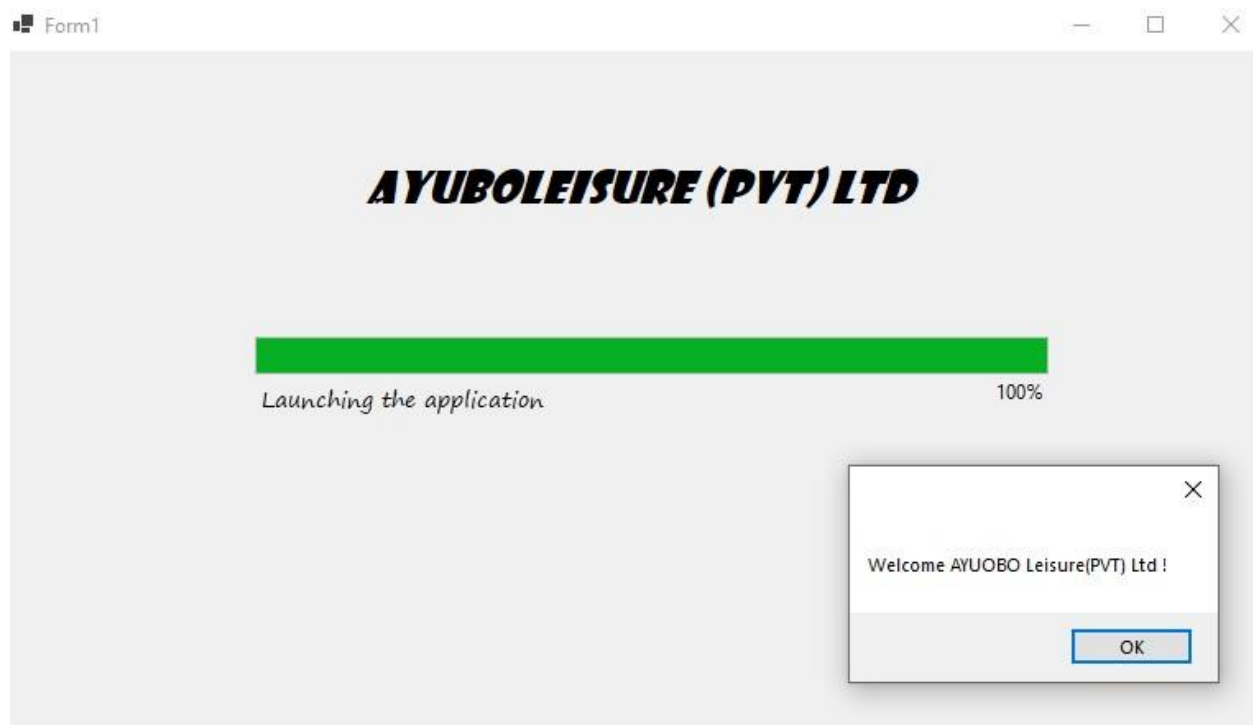 Form1
AYUBOLEISURE (PVT) LTD
Launching the application
100%
Welcome AYUOBO Leisure(PVT) Ltd !
OK